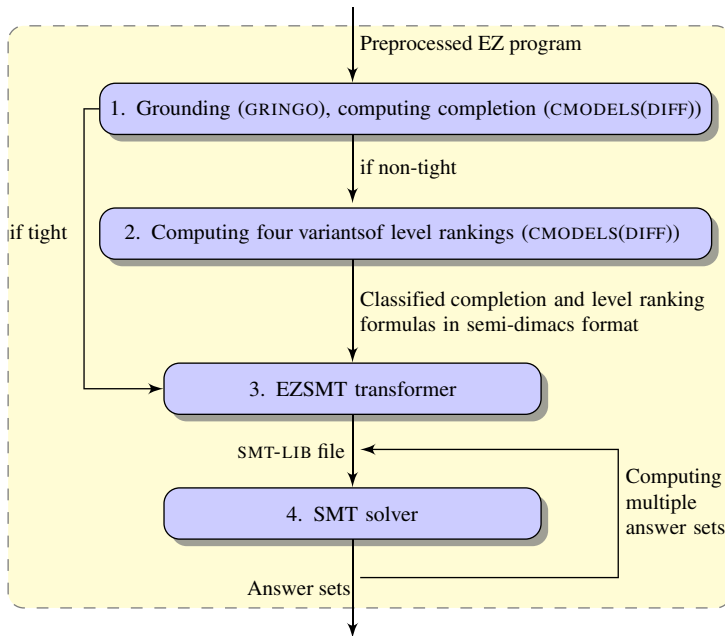 Preprocessed EZ program
1. Grounding (GRINGO), computing completion (CMODELS(DIFF))
if non-tight
if tight
2. Computing four variantsof level rankings (CMODELS(DIFF))
Classified completion and level ranking
formulas in semi-dimacs format
3. EZSMT transformer
SMT-LIB file
Computing
multiple
answer sets
4. SMT solver
Answer sets